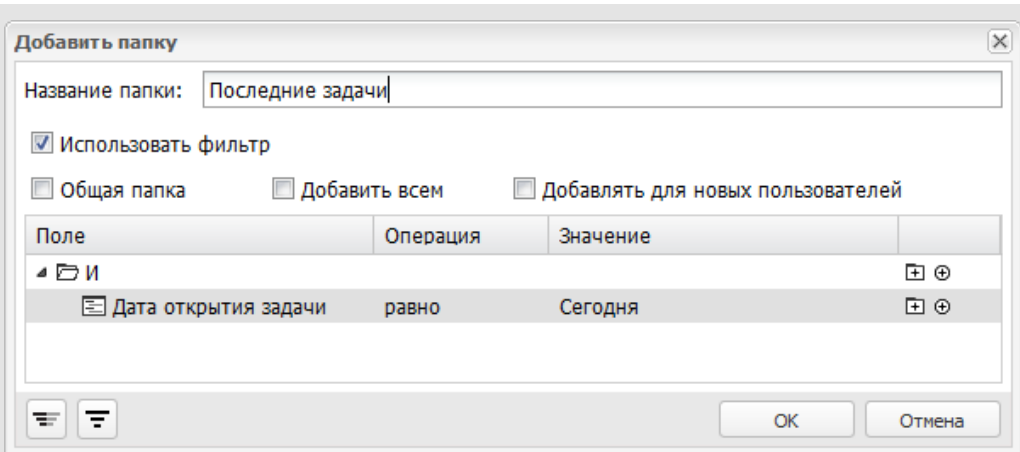 Добавить папку
Название папки: Последние задачи
Использовать фильтр
Общая папка Добавить всем Добавлять для новых пользователей
Поле Операция Значение
И
Дата открытия задачи равно Сегодня
OK Отмена